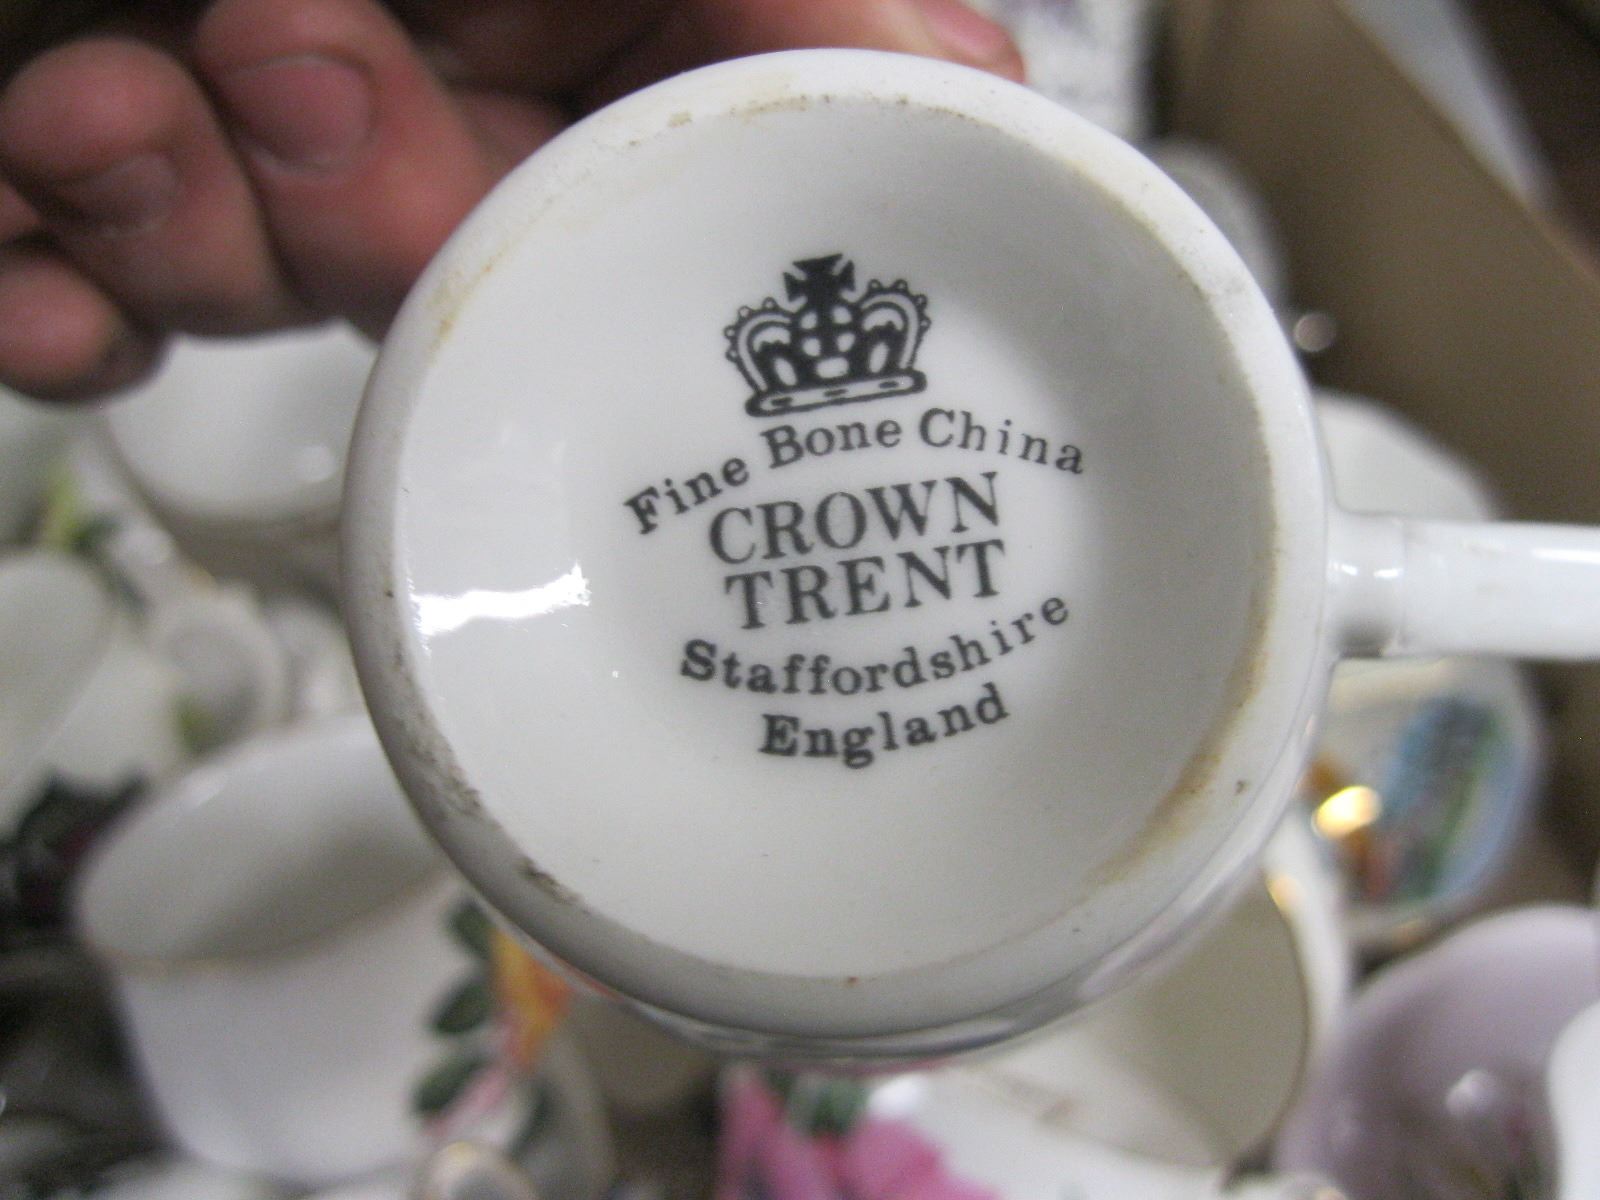 Fine Bone China
CROWN
TRENT
Staffordshire
England